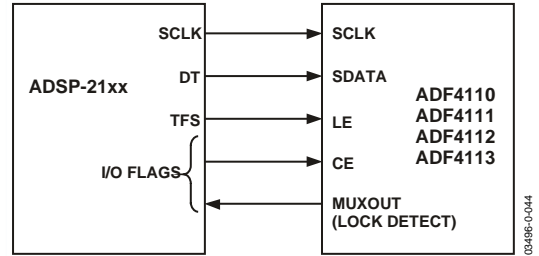 ADSP-21xx
SCLK
DT
TFS
I/O FLAGS
SCLK
SDATA
LE
CE
MUXOUT
(LOCK DETECT)
ADF4110
ADF4111
ADF4112
ADF4113
03496-0-044